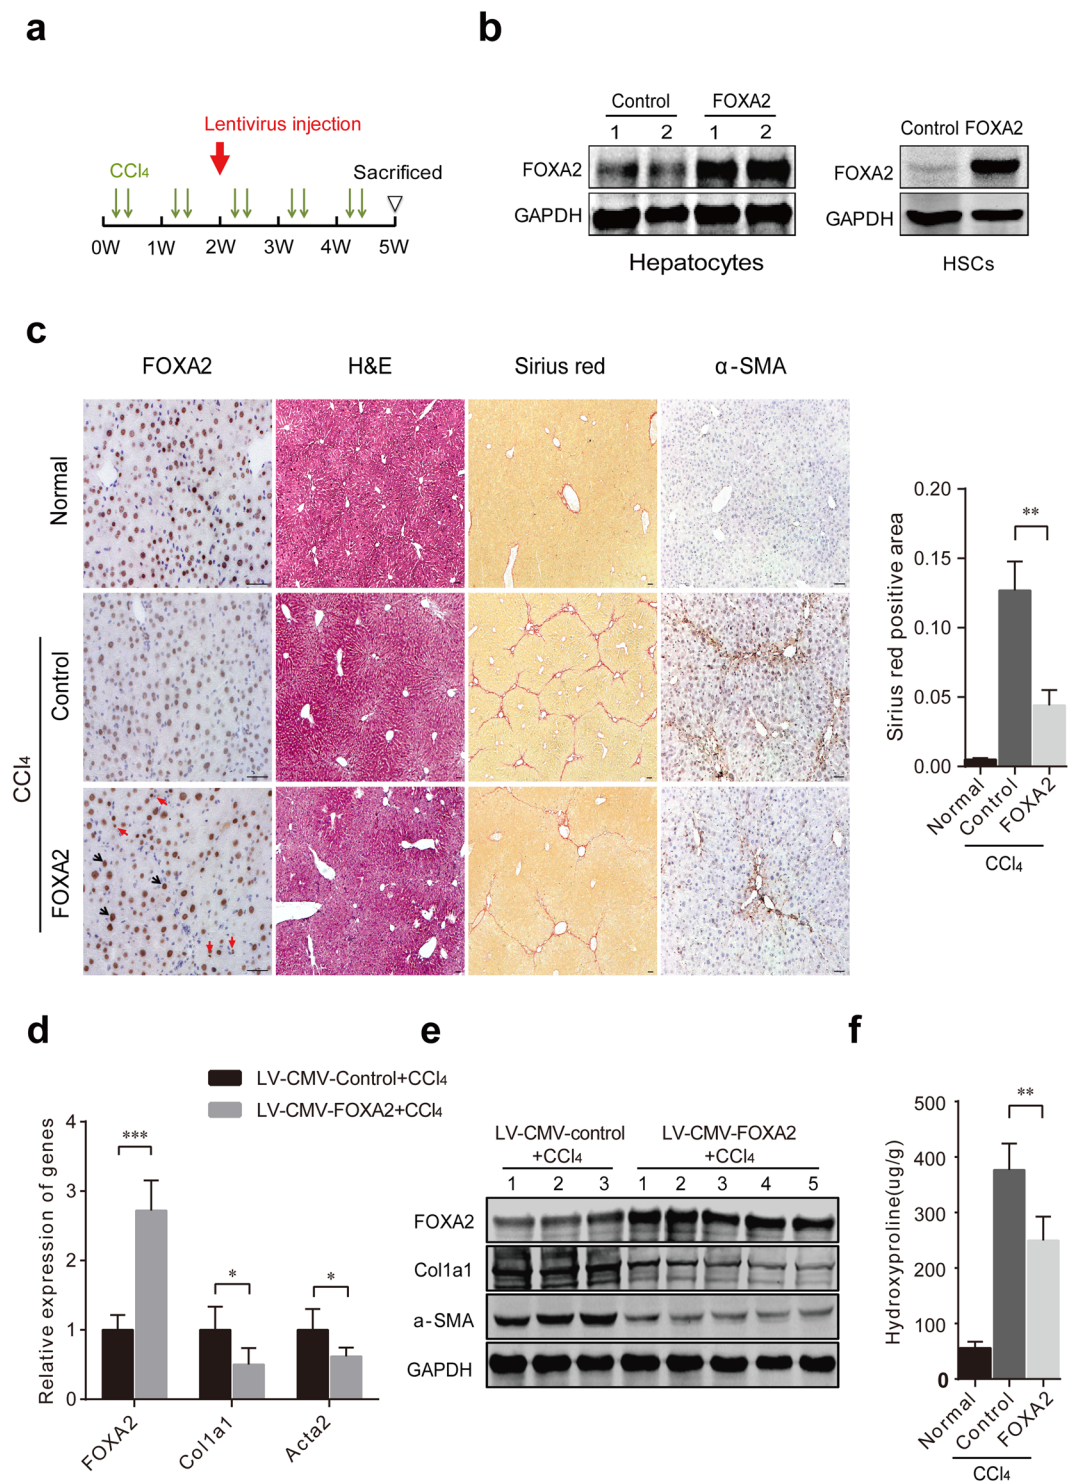 a
Lentivirus injection
CCl₄
Sacrificed
0W 1W 2W 3W 4W 5W
b
Control FOXA2
1 2 1 2
FOXA2
GAPDH
Hepatocytes
Control FOXA2
FOXA2
GAPDH
HSCs
c
FOXA2 H&E Sirius red α-SMA
Normal
Control
FOXA2
CCl₄
Sirius red positive area
0.20
0.15
0.10
0.05
0.00
**
Normal Control FOXA2
CCl₄
d
LV-CMV-Control+CCl₄
LV-CMV-FOXA2+CCl₄
Relative expression of genes
4
3
2
1
0
***
*
*
FOXA2 Col1a1 Acta2
e
LV-CMV-control LV-CMV-FOXA2
+CCl₄ +CCl₄
1 2 3 1 2 3 4 5
FOXA2
Col1a1
a-SMA
GAPDH
f
Hydroxyproline(ug/g)
500
400
300
200
100
0
**
Normal Control FOXA2
CCl₄